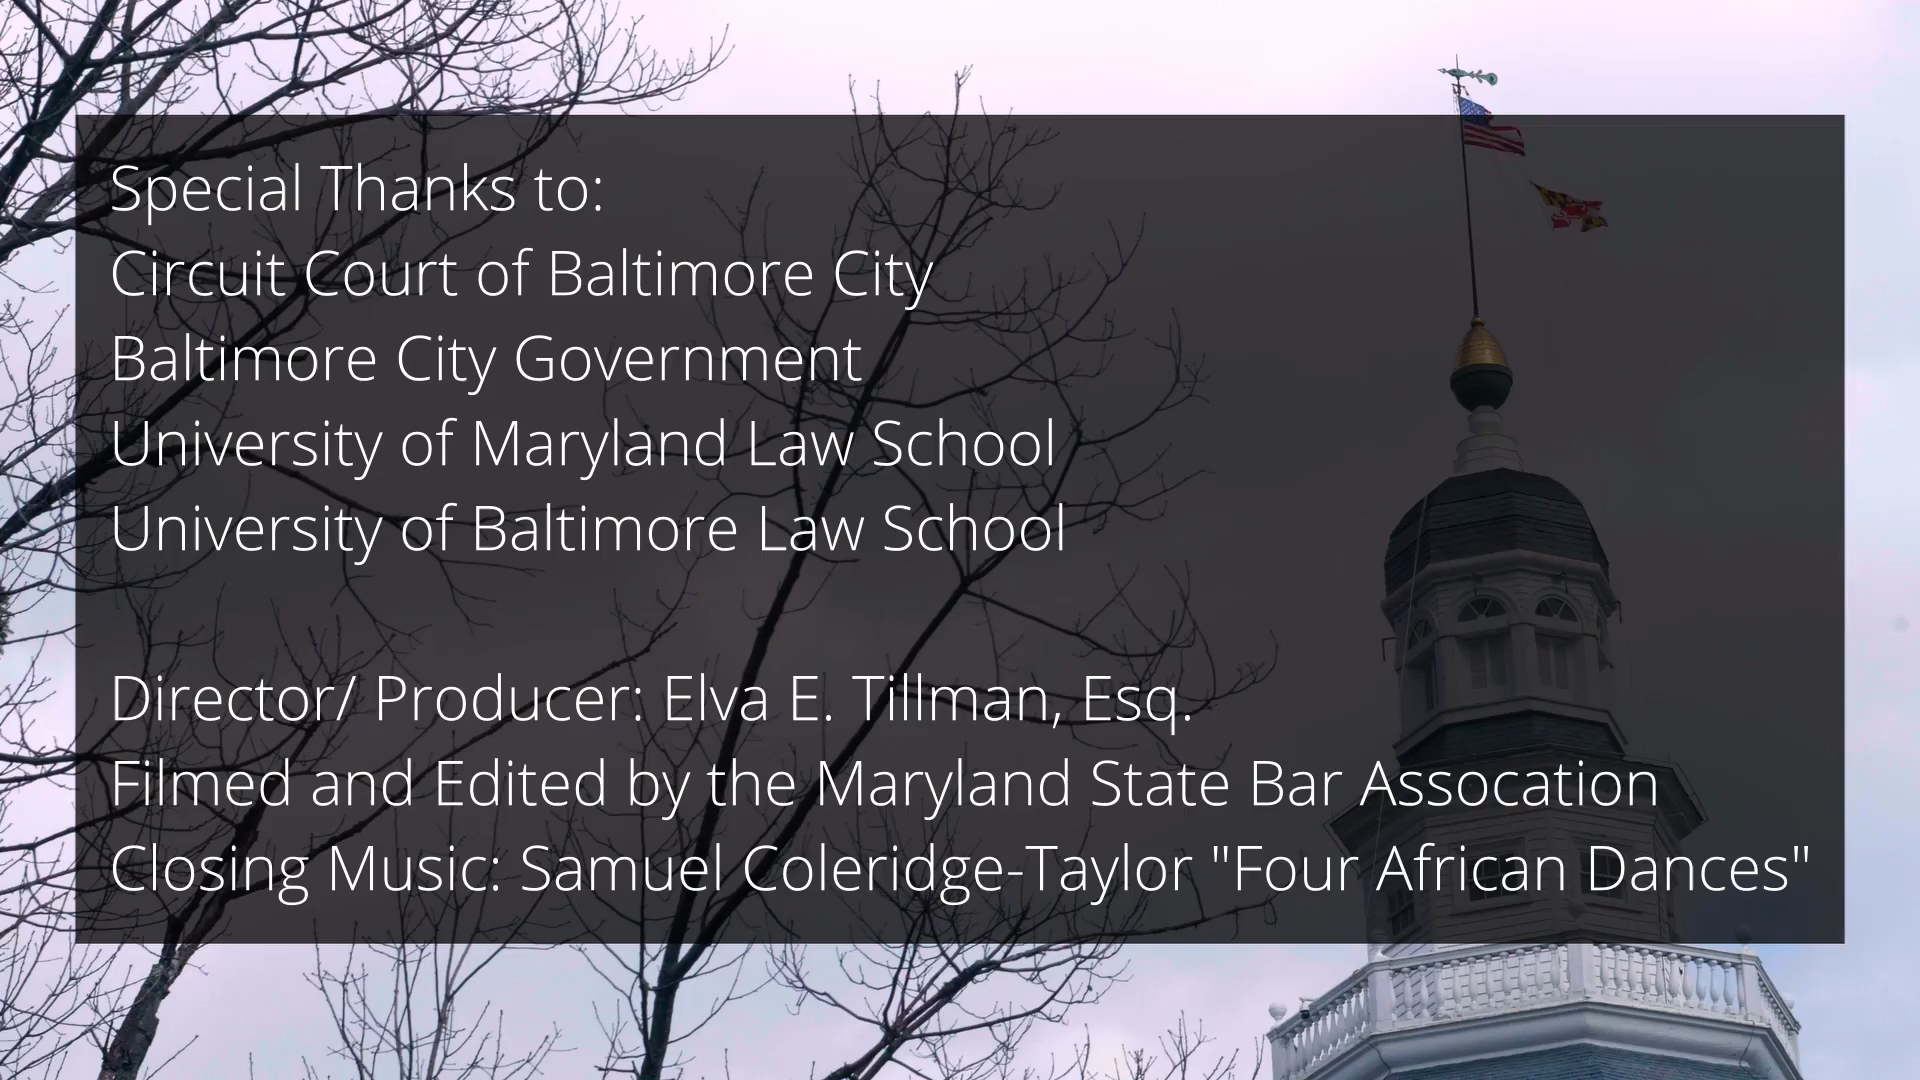 Special Thanks to:
Circuit Court of Baltimore City
Baltimore City Government
University of Maryland Law School
University of Baltimore Law School
Director/ Producer: Elva E. Tillman, Esq.
Filmed and Edited by the Maryland State Bar Assocation
Closing Music: Samuel Coleridge-Taylor "Four African Dances"